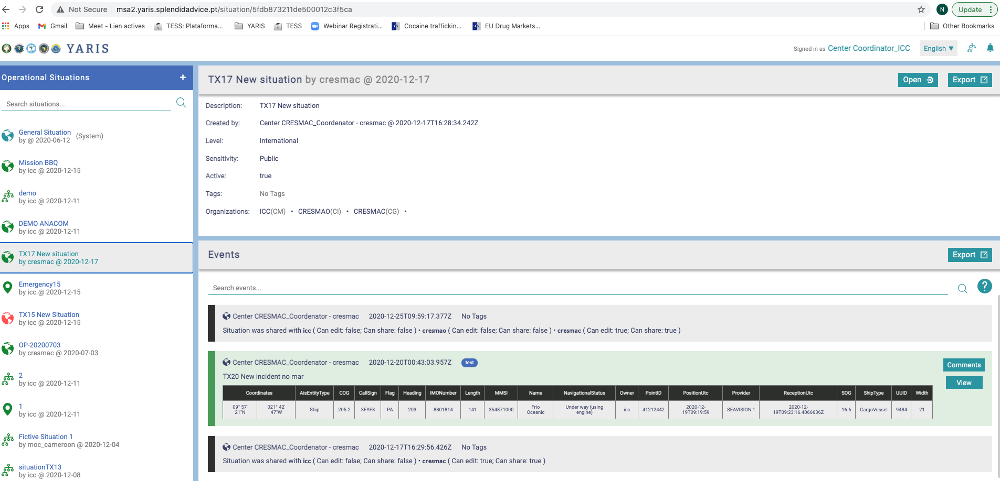 Not Secure | msa2.yaris.splendidadvice.pt/situation/5fdb873211de500012c3f5ca N Update
Apps Gmail Meet - Lien actives TESS: Plataforma... YARIS TESS Webinar Registrati... Cocaine traffickin... EU Drug Markets... Other Bookmarks
YARIS Signed in as Center Coordinator_ICC English ▼
Operational Situations +
Search situations...
General Situation (System)
by @ 2020-06-12
Mission BBQ
by icc @ 2020-12-15
demo
by icc @ 2020-12-11
DEMO ANACOM
by icc @ 2020-12-11
TX17 New situation
by cresmac @ 2020-12-17
Emergency15
by icc @ 2020-12-15
TX15 New Situation
by icc @ 2020-12-15
OP-20200703
by cresmac @ 2020-07-03
2
by icc @ 2020-12-11
1
by icc @ 2020-12-11
Fictive Situation 1
by moc_cameroon @ 2020-12-04
situationTX13
by icc @ 2020-12-08
TX17 New situation by cresmac @ 2020-12-17 Open Export
Description: TX17 New situation
Created by: Center CRESMAC_Coordenator - cresmac @ 2020-12-17T16:28:34.242Z
Level: International
Sensitivity: Public
Active: true
Tags: No Tags
Organizations: ICC(CM) • CRESMAO(CI) • CRESMAC(CG) •
Events Export
Search events... ?
Center CRESMAC_Coordenator - cresmac 2020-12-25T09:59:17.377Z No Tags
Situation was shared with icc ( Can edit: false; Can share: false ) • cresmao ( Can edit: false; Can share: false ) • cresmac ( Can edit: true; Can share: true )
Center CRESMAC_Coordenator - cresmac 2020-12-20T00:43:03.957Z test
Comments
TX20 New incident no mar
View
Coordinates AisEntityType COG CallSign Flag Heading IMONumber Length MMSI Name NavigationalStatus Owner PointID PositionUtc Provider ReceptionUtc SOG ShipType UUID Width
09° 57' 21"N 021° 42' 47"W Ship 205.2 3FYF8 PA 203 8801814 141 354871000 Frio Oceanic Under way (using engine) icc 41212442 2020-12-19T09:19:59 SEAVISION:1 2020-12-19T09:23:16.4066636Z 16.6 CargoVessel 9484 21
Center CRESMAC_Coordenator - cresmac 2020-12-17T16:29:56.426Z No Tags
Situation was shared with icc ( Can edit: false; Can share: false ) • cresmac ( Can edit: true; Can share: true )